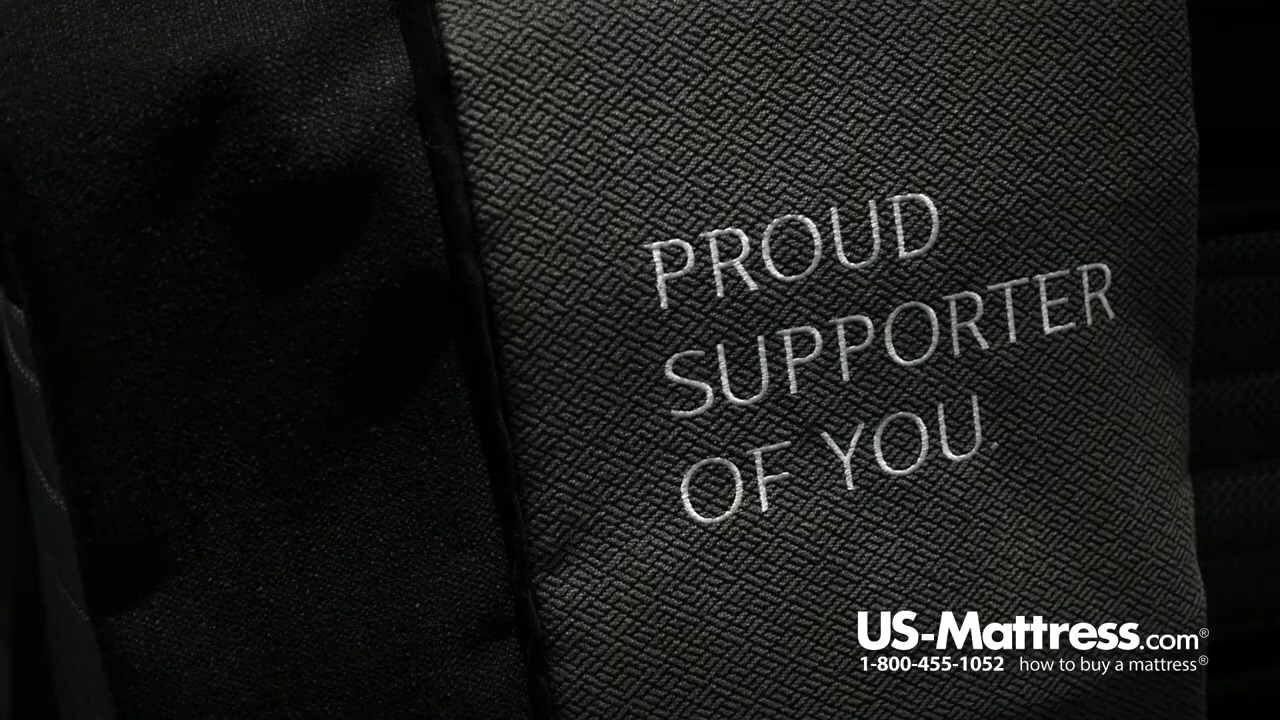 PROUD
SUPPORTER
OF YOU.
US-Mattress.com®
1-800-455-1052 how to buy a mattress®